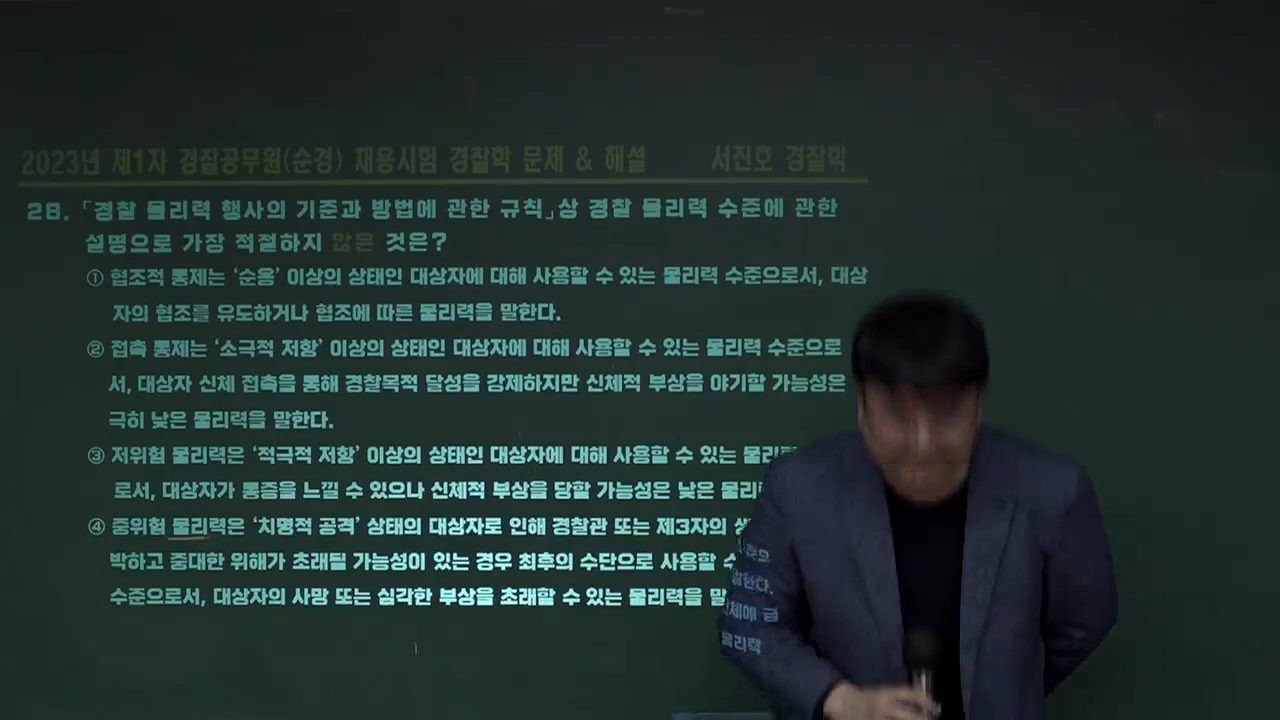 2023년 제1차 경찰공무원(순경) 채용시험 경찰학 문제 & 해설 서진호 경찰학
28. 「경찰 물리력 행사의 기준과 방법에 관한 규칙」상 경찰 물리력 수준에 관한
설명으로 가장 적절하지 않은 것은?
① 협조적 통제는 '순응' 이상의 상태인 대상자에 대해 사용할 수 있는 물리력 수준으로서, 대상
자의 협조를 유도하거나 협조에 따른 물리력을 말한다.
② 접촉 통제는 '소극적 저항' 이상의 상태인 대상자에 대해 사용할 수 있는 물리력 수준으로
서, 대상자 신체 접촉을 통해 경찰목적 달성을 강제하지만 신체적 부상을 야기할 가능성은
극히 낮은 물리력을 말한다.
③ 저위험 물리력은 '적극적 저항' 이상의 상태인 대상자에 대해 사용할 수 있는
로서, 대상자가 통증을 느낄 수 있으나 신체적 부상을 당할 가능성은 낮은
말한다.
④ 중위험 물리력은 '치명적 공격' 상태의 대상자로 인해 경찰관 또는 제3자의
급
박하고 중대한 위해가 초래될 가능성이 있는 경우 최후의 수단으로 사용할
물리력
수준으로서, 대상자의 사망 또는 심각한 부상을 초래할 수 있는 물리력을